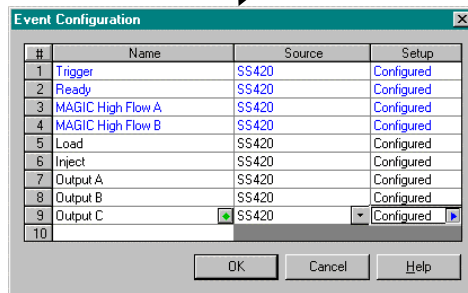 Event Configuration
# Name Source Setup
1 Trigger SS420 Configured
2 Ready SS420 Configured
3 MAGIC High Flow A SS420 Configured
4 MAGIC High Flow B SS420 Configured
5 Load SS420 Configured
6 Inject SS420 Configured
7 Output A SS420 Configured
8 Output B SS420 Configured
9 Output C SS420 Configured
10
OK Cancel Help